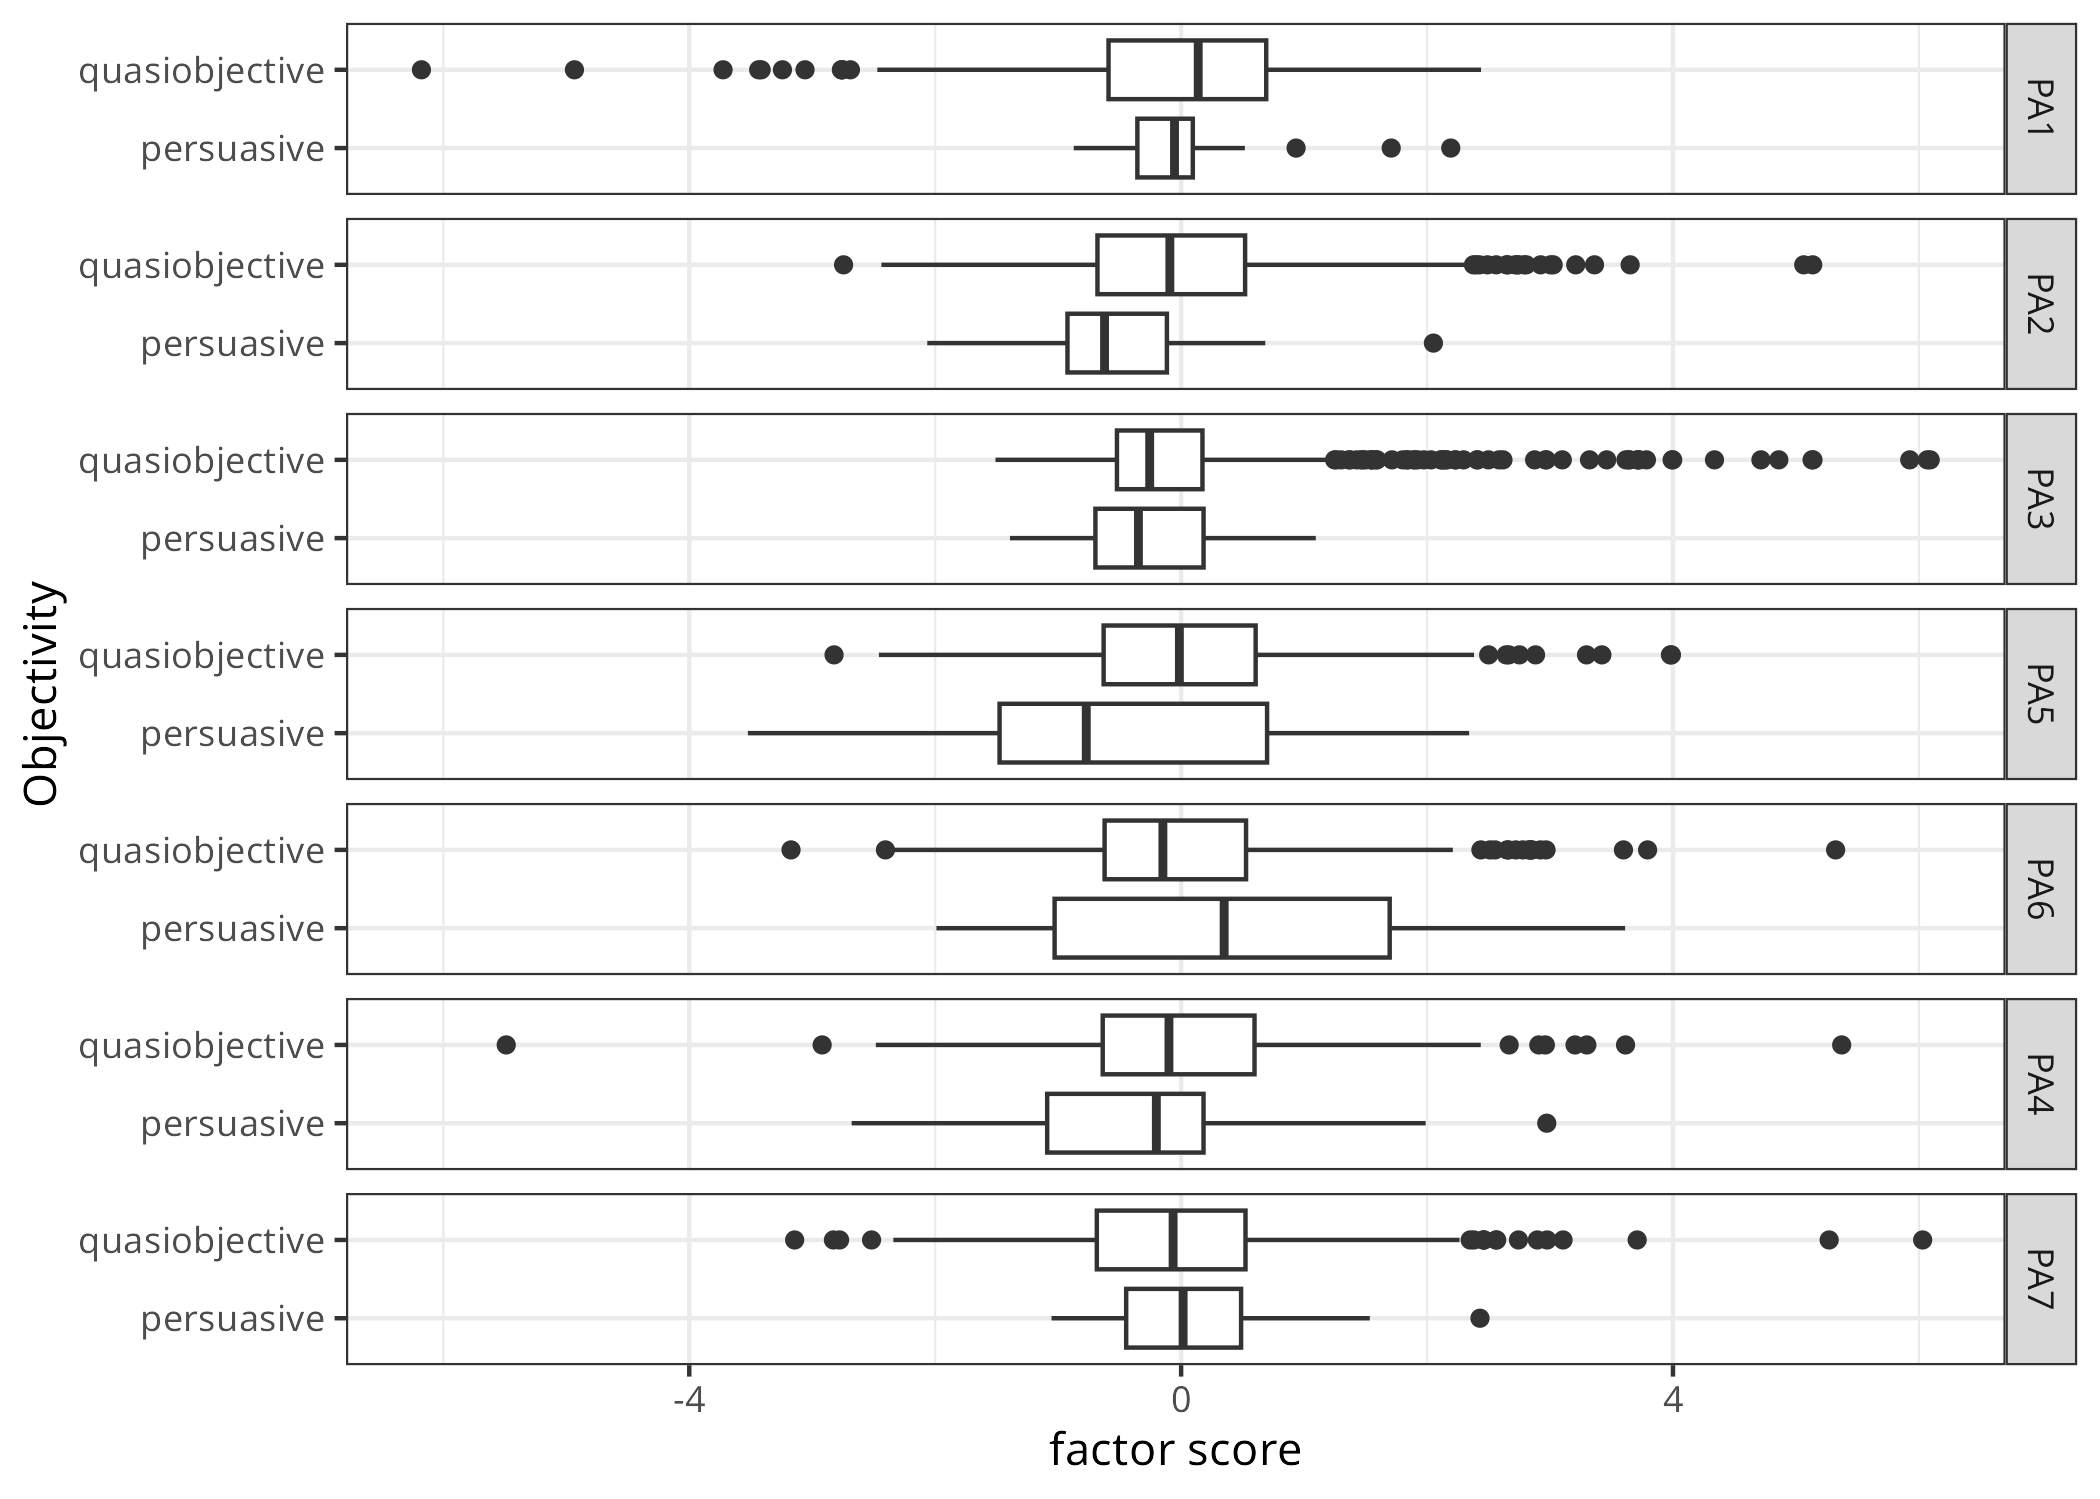 Objectivity
quasiobjective
persuasive
PA1
quasiobjective
persuasive
PA2
quasiobjective
persuasive
PA3
quasiobjective
persuasive
PA5
quasiobjective
persuasive
PA6
quasiobjective
persuasive
PA4
quasiobjective
persuasive
PA7
-4 0 4
factor score